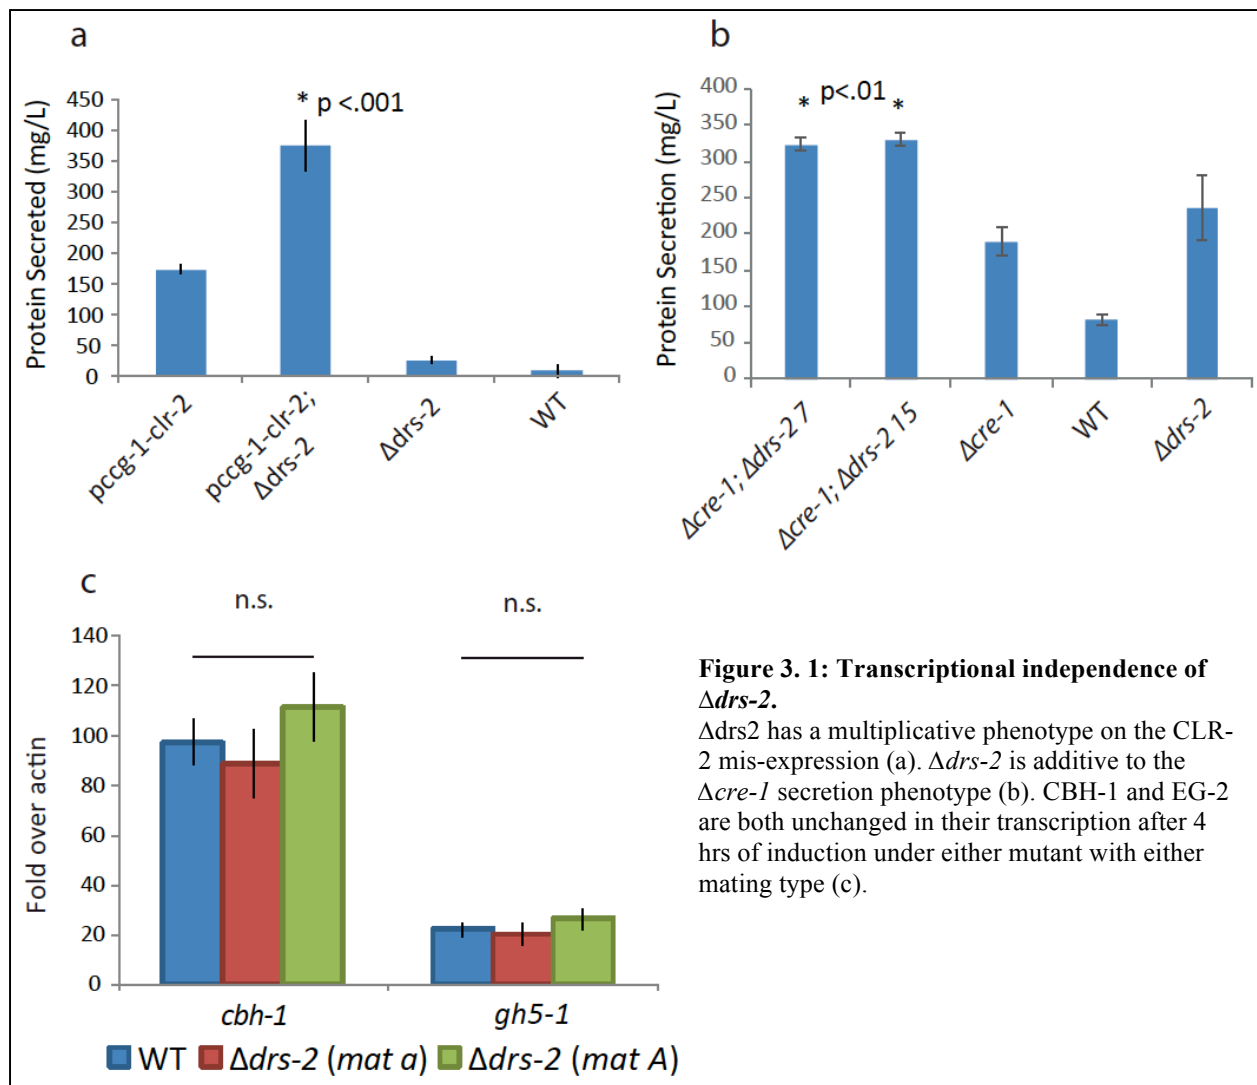 a
Protein Secreted (mg/L)
450
400
350
300
250
200
150
100
50
0
* p <.001
pccg-1-clr-2
pccg-1-clr-2;
Δdrs-2
Δdrs-2
WT
b
Protein Secretion (mg/L)
400
350
300
250
200
150
100
50
0
* p<.01 *
Δcre-1; Δdrs-2 7
Δcre-1; Δdrs-2 15
Δcre-1
WT
Δdrs-2
c
n.s.
n.s.
Fold over actin
140
120
100
80
60
40
20
0
cbh-1
gh5-1
WT Δdrs-2 (mat a) Δdrs-2 (mat A)
Figure 3. 1: Transcriptional independence of
Δdrs-2.
Δdrs2 has a multiplicative phenotype on the CLR-
2 mis-expression (a). Δdrs-2 is additive to the
Δcre-1 secretion phenotype (b). CBH-1 and EG-2
are both unchanged in their transcription after 4
hrs of induction under either mutant with either
mating type (c).